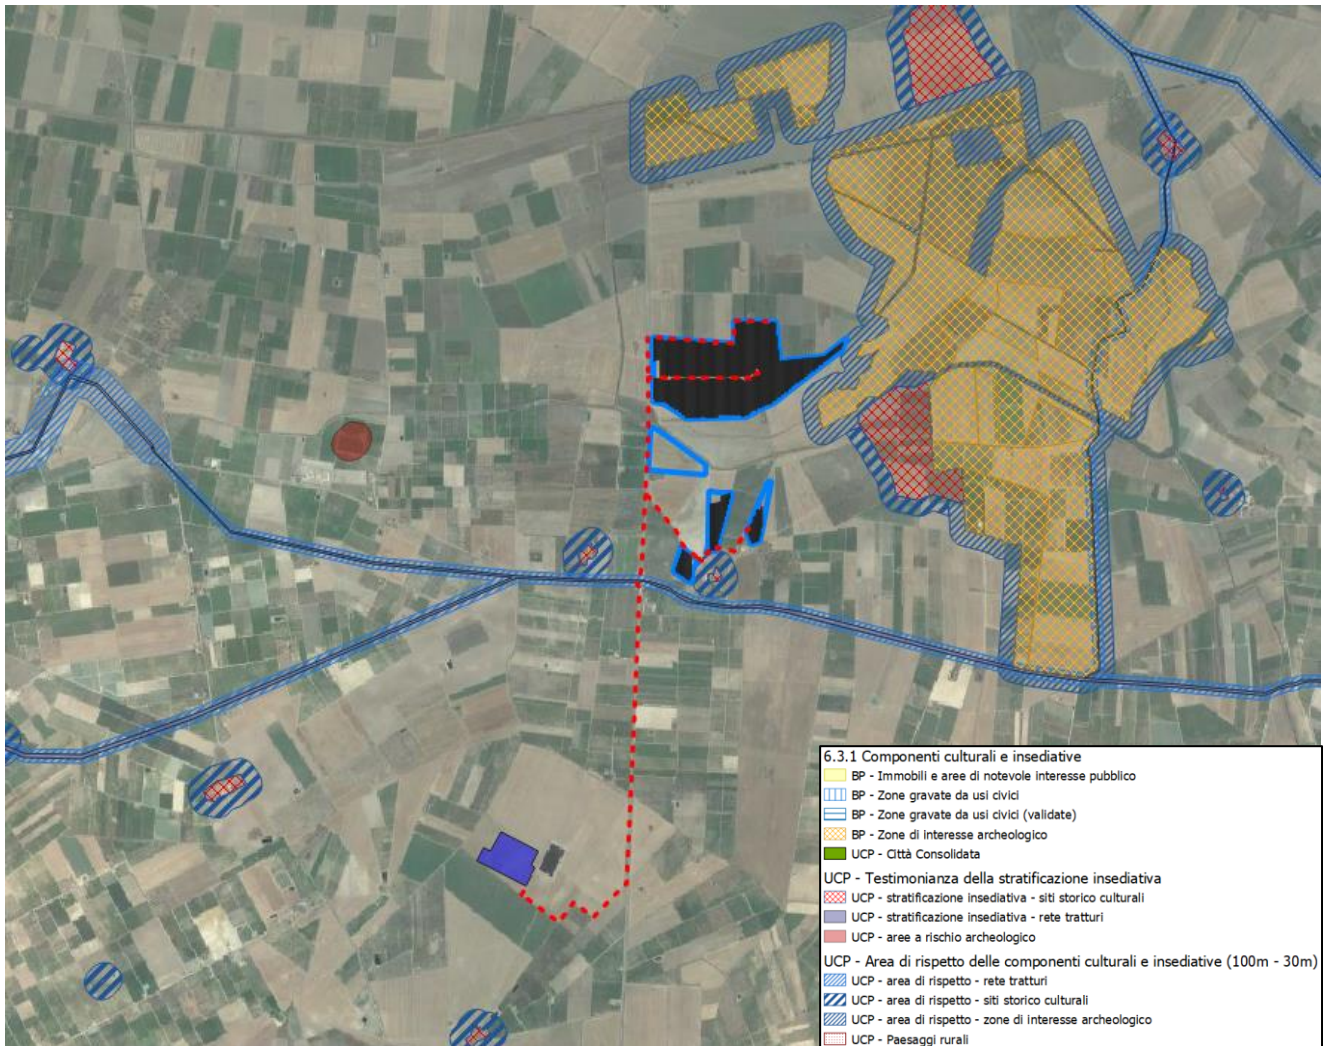 6.3.1 Componenti culturali e insediative
BP - Immobili e aree di notevole interesse pubblico
BP - Zone gravate da usi civici
BP - Zone gravate da usi civici (validate)
BP - Zone di interesse archeologico
UCP - Città Consolidata
UCP - Testimonianza della stratificazione insediativa
UCP - stratificazione insediativa - siti storico culturali
UCP - stratificazione insediativa - rete tratturi
UCP - aree a rischio archeologico
UCP - Area di rispetto delle componenti culturali e insediative (100m - 30m)
UCP - area di rispetto - rete tratturi
UCP - area di rispetto - siti storico culturali
UCP - area di rispetto - zone di interesse archeologico
UCP - Paesaggi rurali